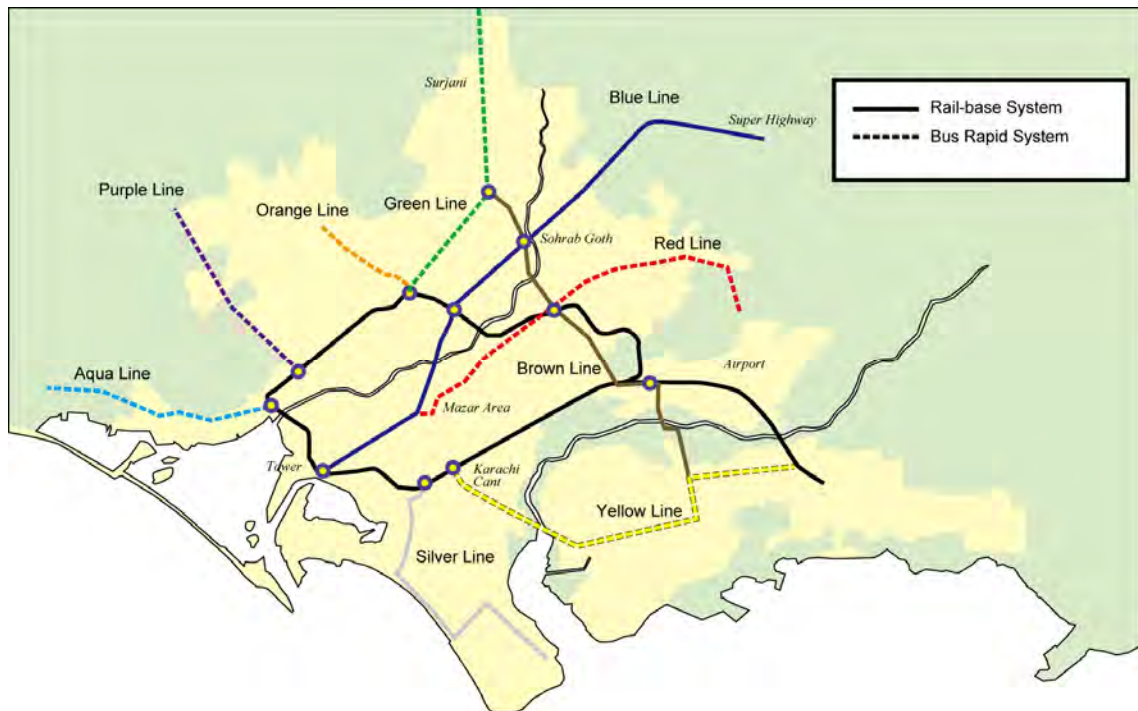 Surjani
Blue Line
Super Highway
Rail-base System
Bus Rapid System
Purple Line
Orange Line
Green Line
Sohrab Goth
Red Line
Aqua Line
Brown Line
Airport
Mazar Area
Tower
Karachi
Cant
Yellow Line
Silver Line